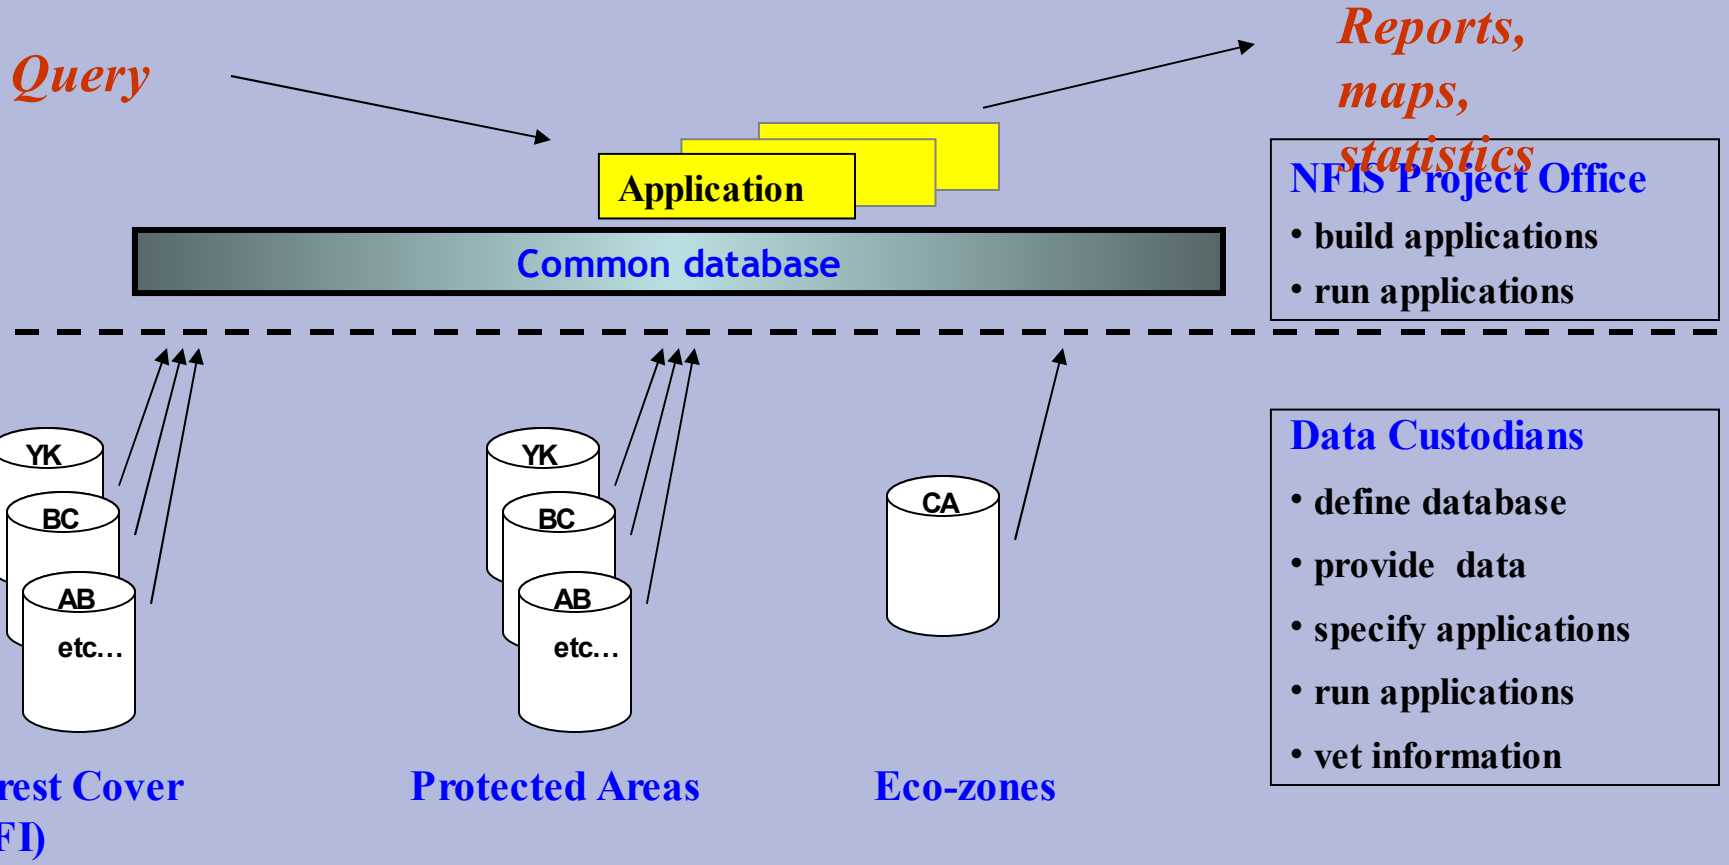 Query
Reports,
maps,
statistics
Application
Common database
NFIS Project Office
• build applications
• run applications
YK
BC
AB
etc...
YK
BC
AB
etc...
CA
Data Custodians
• define database
• provide data
• specify applications
• run applications
• vet information
rest Cover
FI)
Protected Areas
Eco-zones